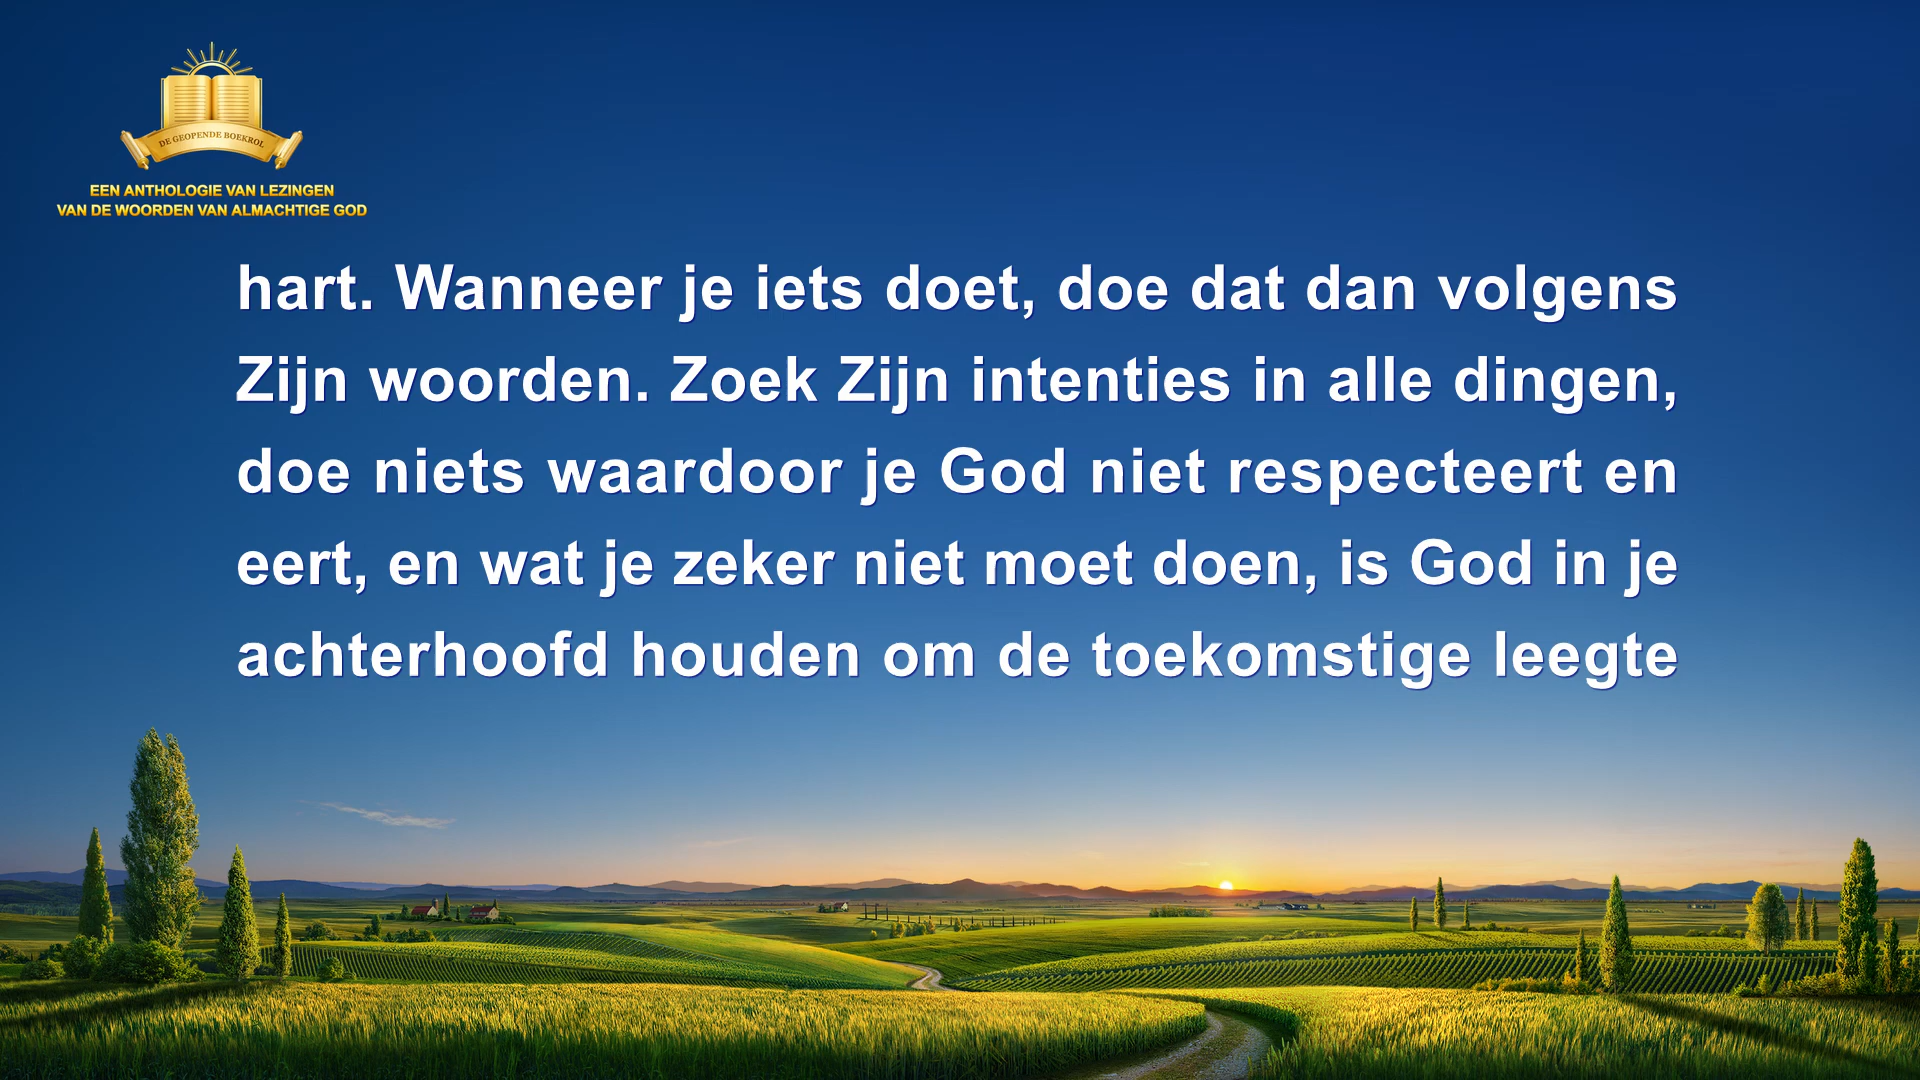 DE GEOPENDE BOEKROL
EEN ANTHOLOGIE VAN LEZINGEN
VAN DE WOORDEN VAN ALMACHTIGE GOD
hart. Wanneer je iets doet, doe dat dan volgens
Zijn woorden. Zoek Zijn intenties in alle dingen,
doe niets waardoor je God niet respecteert en
eert, en wat je zeker niet moet doen, is God in je
achterhoofd houden om de toekomstige leegte